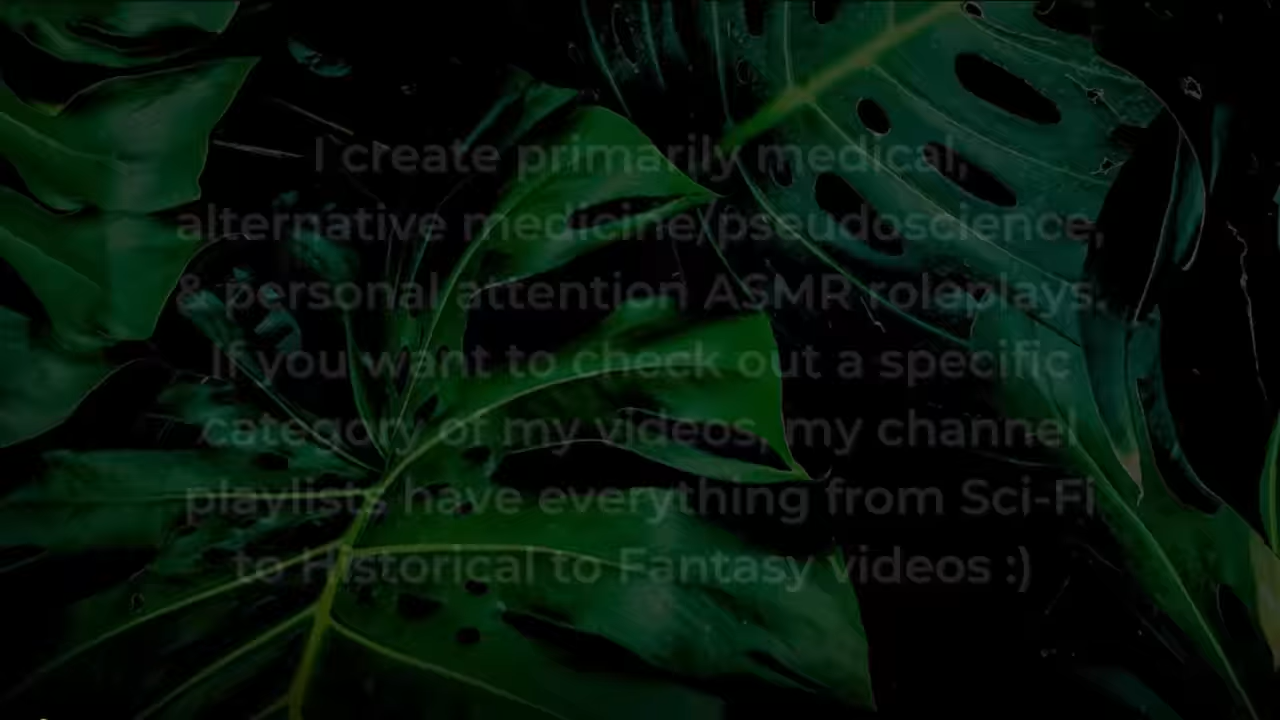 I create primarily medical,
alternative medicine/pseudoscience,
& personal attention ASMR roleplays.
If you want to check out a specific
category of my videos, my channel
playlists have everything from Sci-Fi
to Historical to Fantasy videos :)